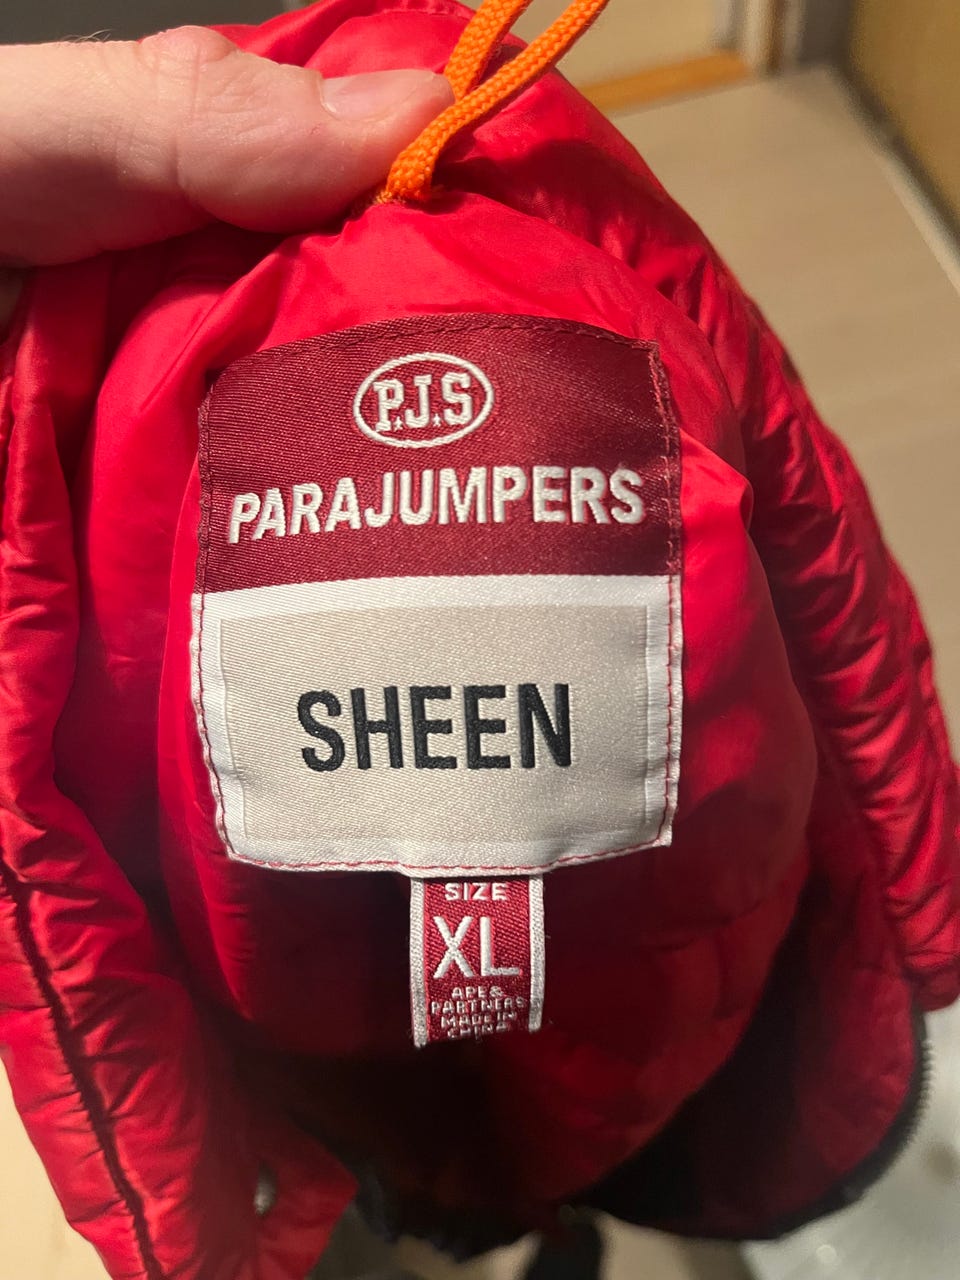 P.J.S
PARAJUMPERS
SHEEN
SIZE
XL
APE&
PARTNERS
MADE IN
CHINA